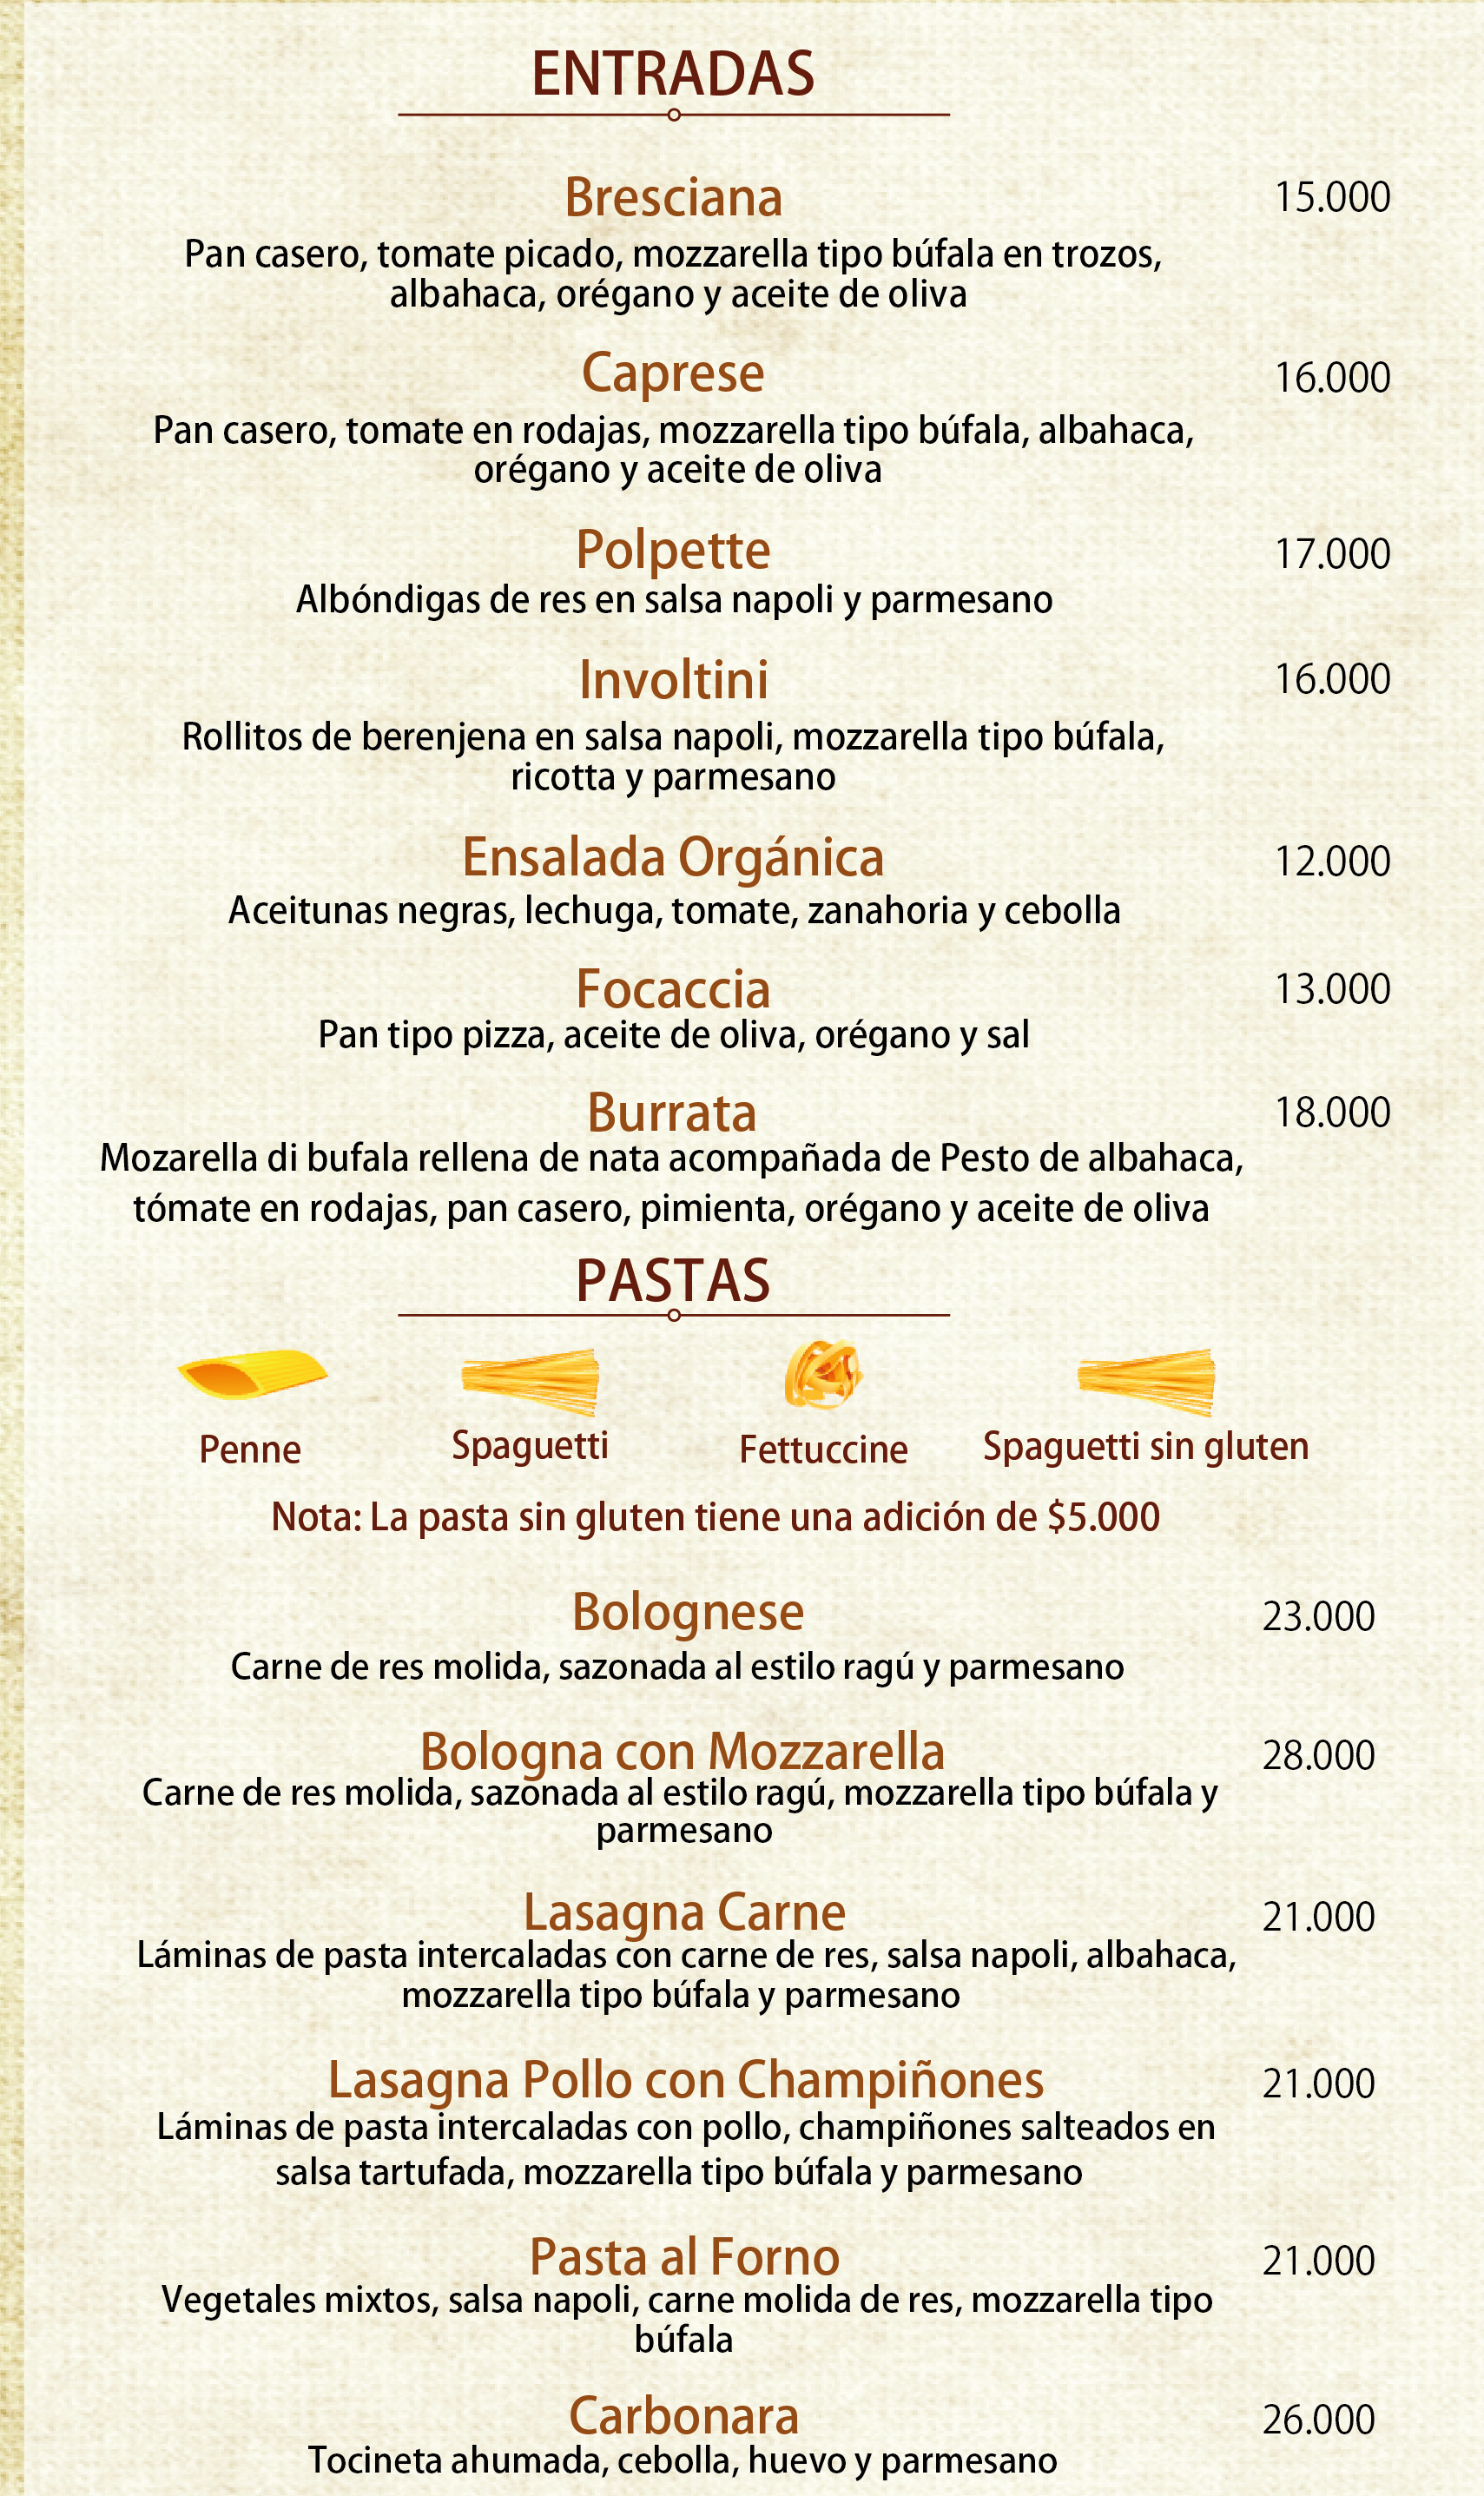 ENTRADAS
Bresciana 15.000
Pan casero, tomate picado, mozzarella tipo búfala en trozos,
albahaca, orégano y aceite de oliva
Caprese 16.000
Pan casero, tomate en rodajas, mozzarella tipo búfala, albahaca,
orégano y aceite de oliva
Polpette 17.000
Albóndigas de res en salsa napoli y parmesano
Involtini 16.000
Rollitos de berenjena en salsa napoli, mozzarella tipo búfala,
ricotta y parmesano
Ensalada Orgánica 12.000
Aceitunas negras, lechuga, tomate, zanahoria y cebolla
Focaccia 13.000
Pan tipo pizza, aceite de oliva, orégano y sal
Burrata 18.000
Mozarella di bufala rellena de nata acompañada de Pesto de albahaca,
tómate en rodajas, pan casero, pimienta, orégano y aceite de oliva
PASTAS
Penne Spaguetti Fettuccine Spaguetti sin gluten
Nota: La pasta sin gluten tiene una adición de $5.000
Bolognese 23.000
Carne de res molida, sazonada al estilo ragú y parmesano
Bologna con Mozzarella 28.000
Carne de res molida, sazonada al estilo ragú, mozzarella tipo búfala y
parmesano
Lasagna Carne 21.000
Láminas de pasta intercaladas con carne de res, salsa napoli, albahaca,
mozzarella tipo búfala y parmesano
Lasagna Pollo con Champiñones 21.000
Láminas de pasta intercaladas con pollo, champiñones salteados en
salsa tartufada, mozzarella tipo búfala y parmesano
Pasta al Forno 21.000
Vegetales mixtos, salsa napoli, carne molida de res, mozzarella tipo
búfala
Carbonara 26.000
Tocineta ahumada, cebolla, huevo y parmesano